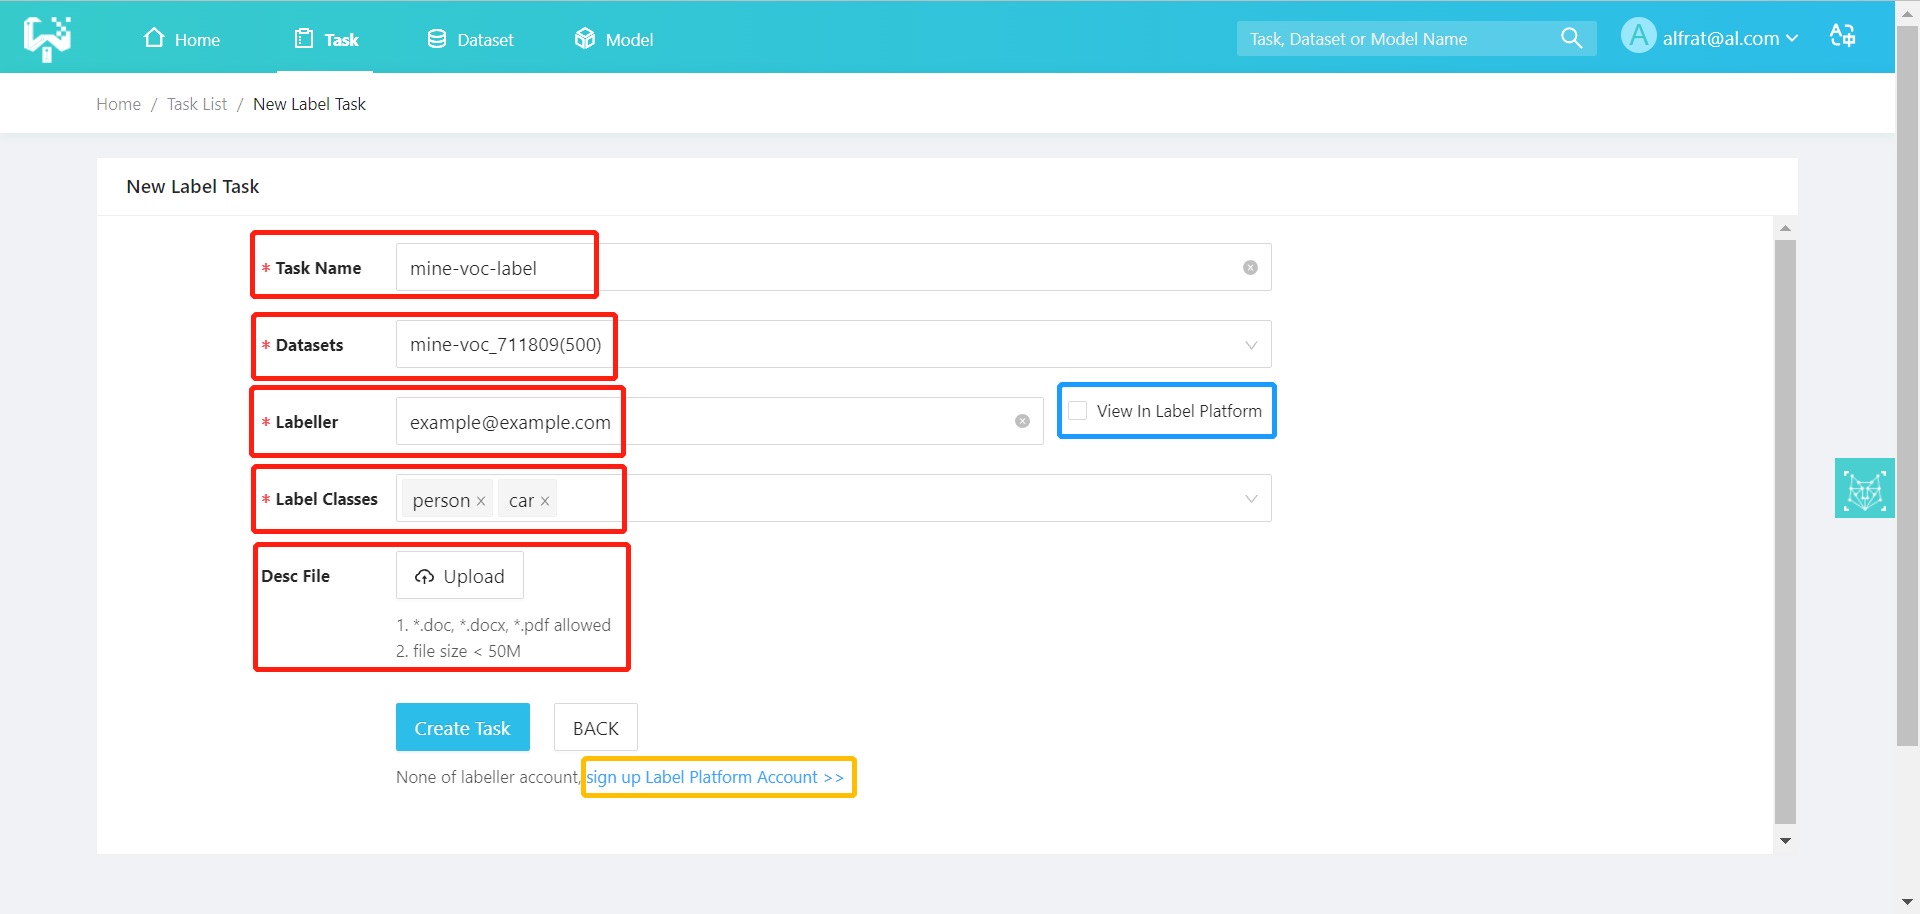 Home
Task
Dataset
Model
Task, Dataset or Model Name
A
alfrat@al.com
A中
Home / Task List / New Label Task
New Label Task
* Task Name
mine-voc-label
* Datasets
mine-voc_711809(500)
* Labeller
example@example.com
View In Label Platform
* Label Classes
person ×
car ×
Desc File
Upload
1. *.doc, *.docx, *.pdf allowed
2. file size < 50M
Create Task
BACK
None of labeller account, sign up Label Platform Account >>